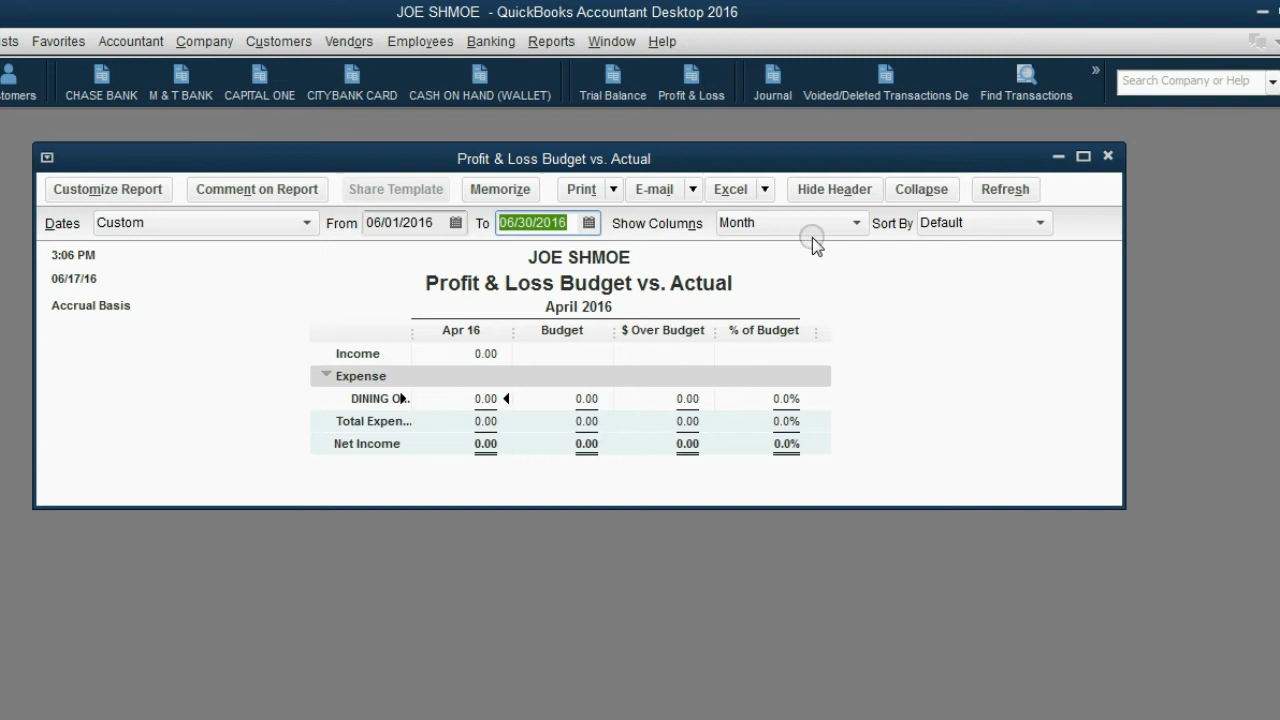 JOE SHMOE - QuickBooks Accountant Desktop 2016
sts Favorites Accountant Company Customers Vendors Employees Banking Reports Window Help
tomers CHASE BANK M & T BANK CAPITAL ONE CITYBANK CARD CASH ON HAND (WALLET) Trial Balance Profit & Loss Journal Voided/Deleted Transactions De Find Transactions » Search Company or Help
Profit & Loss Budget vs. Actual
Customize Report Comment on Report Share Template Memorize Print E-mail Excel Hide Header Collapse Refresh
Dates Custom From 06/01/2016 To 06/30/2016 Show Columns Month Sort By Default
3:06 PM JOE SHMOE
06/17/16 Profit & Loss Budget vs. Actual
Accrual Basis April 2016
Apr 16 Budget $ Over Budget % of Budget
Income 0.00
Expense
DINING O... 0.00 0.00 0.00 0.0%
Total Expen... 0.00 0.00 0.00 0.0%
Net Income 0.00 0.00 0.00 0.0%